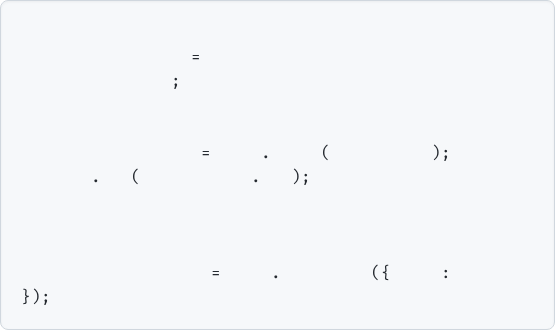 =
;
= . ( );
. ( . );
= . ({ :
});